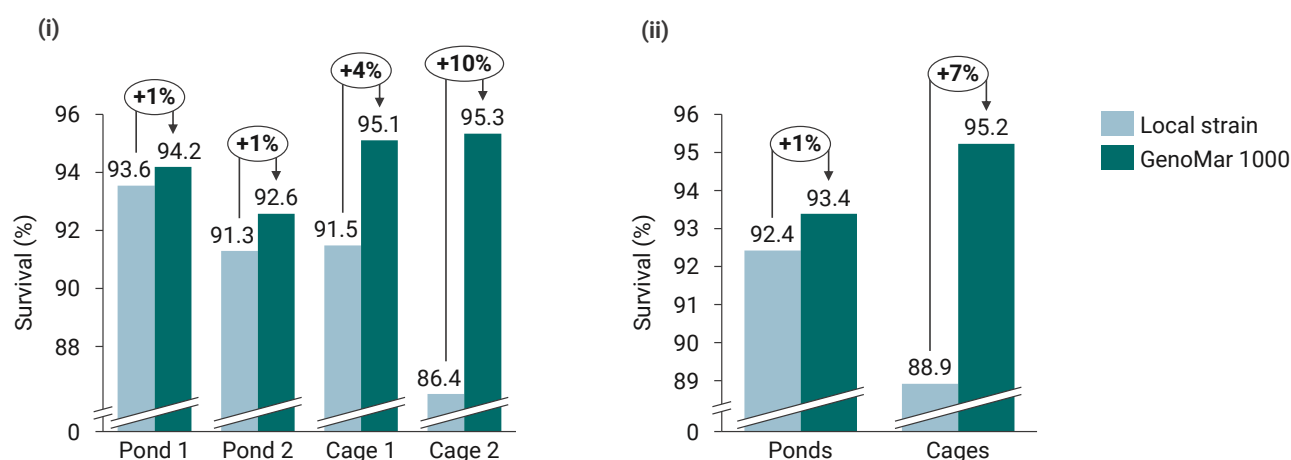 (i)
+1%
+1%
+4%
+10%
Survival (%)
96
94
92
90
88
0
93.6
94.2
91.3
92.6
91.5
95.1
86.4
95.3
Pond 1
Pond 2
Cage 1
Cage 2
(ii)
+1%
+7%
Survival (%)
96
95
94
93
92
91
90
89
0
92.4
93.4
88.9
95.2
Ponds
Cages
Local strain
GenoMar 1000